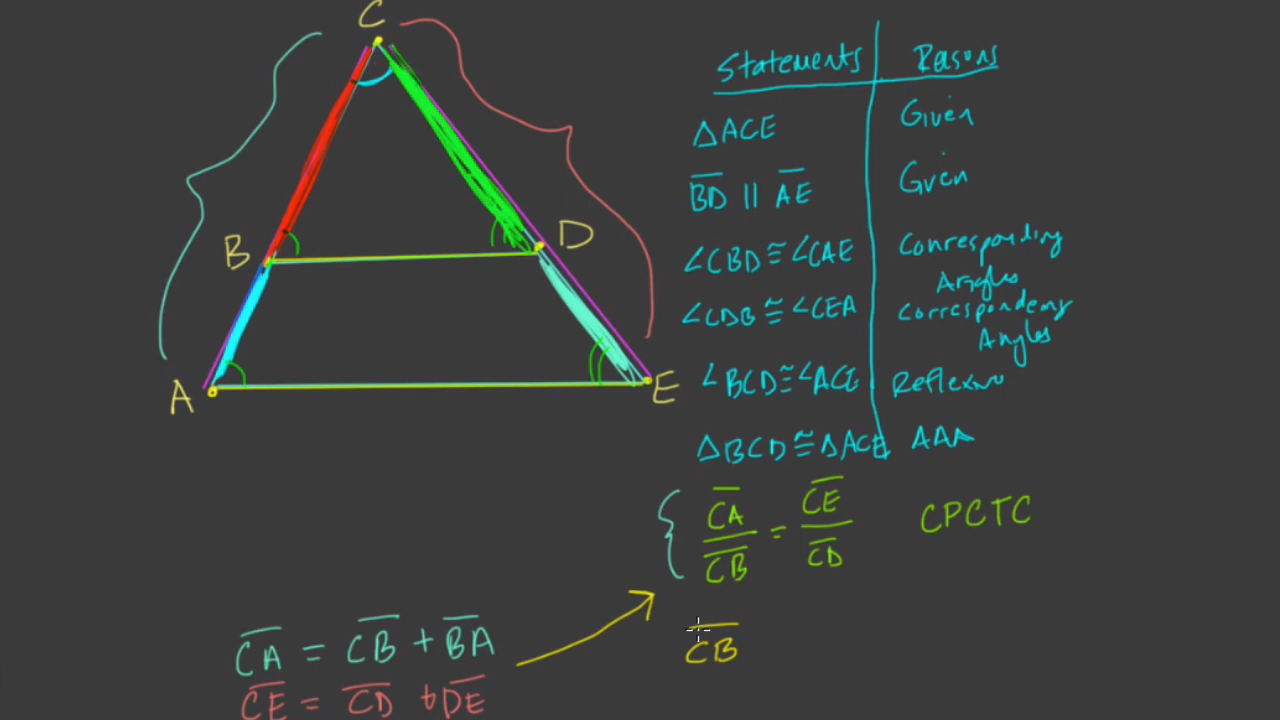 C
B
D
A
E
Statements Reasons
△ACE Given
BD || AE Given
∠CBD ≅ ∠CAE Corresponding
Angles
∠CDB ≅ ∠CEA Corresponding
Angles
∠BCD ≅ ∠ACE Reflexive
△BCD ≅ △ACE AAA
CA/CB = CE/CD CPCTC
CA = CB + BA
CE = CD + DE
CB